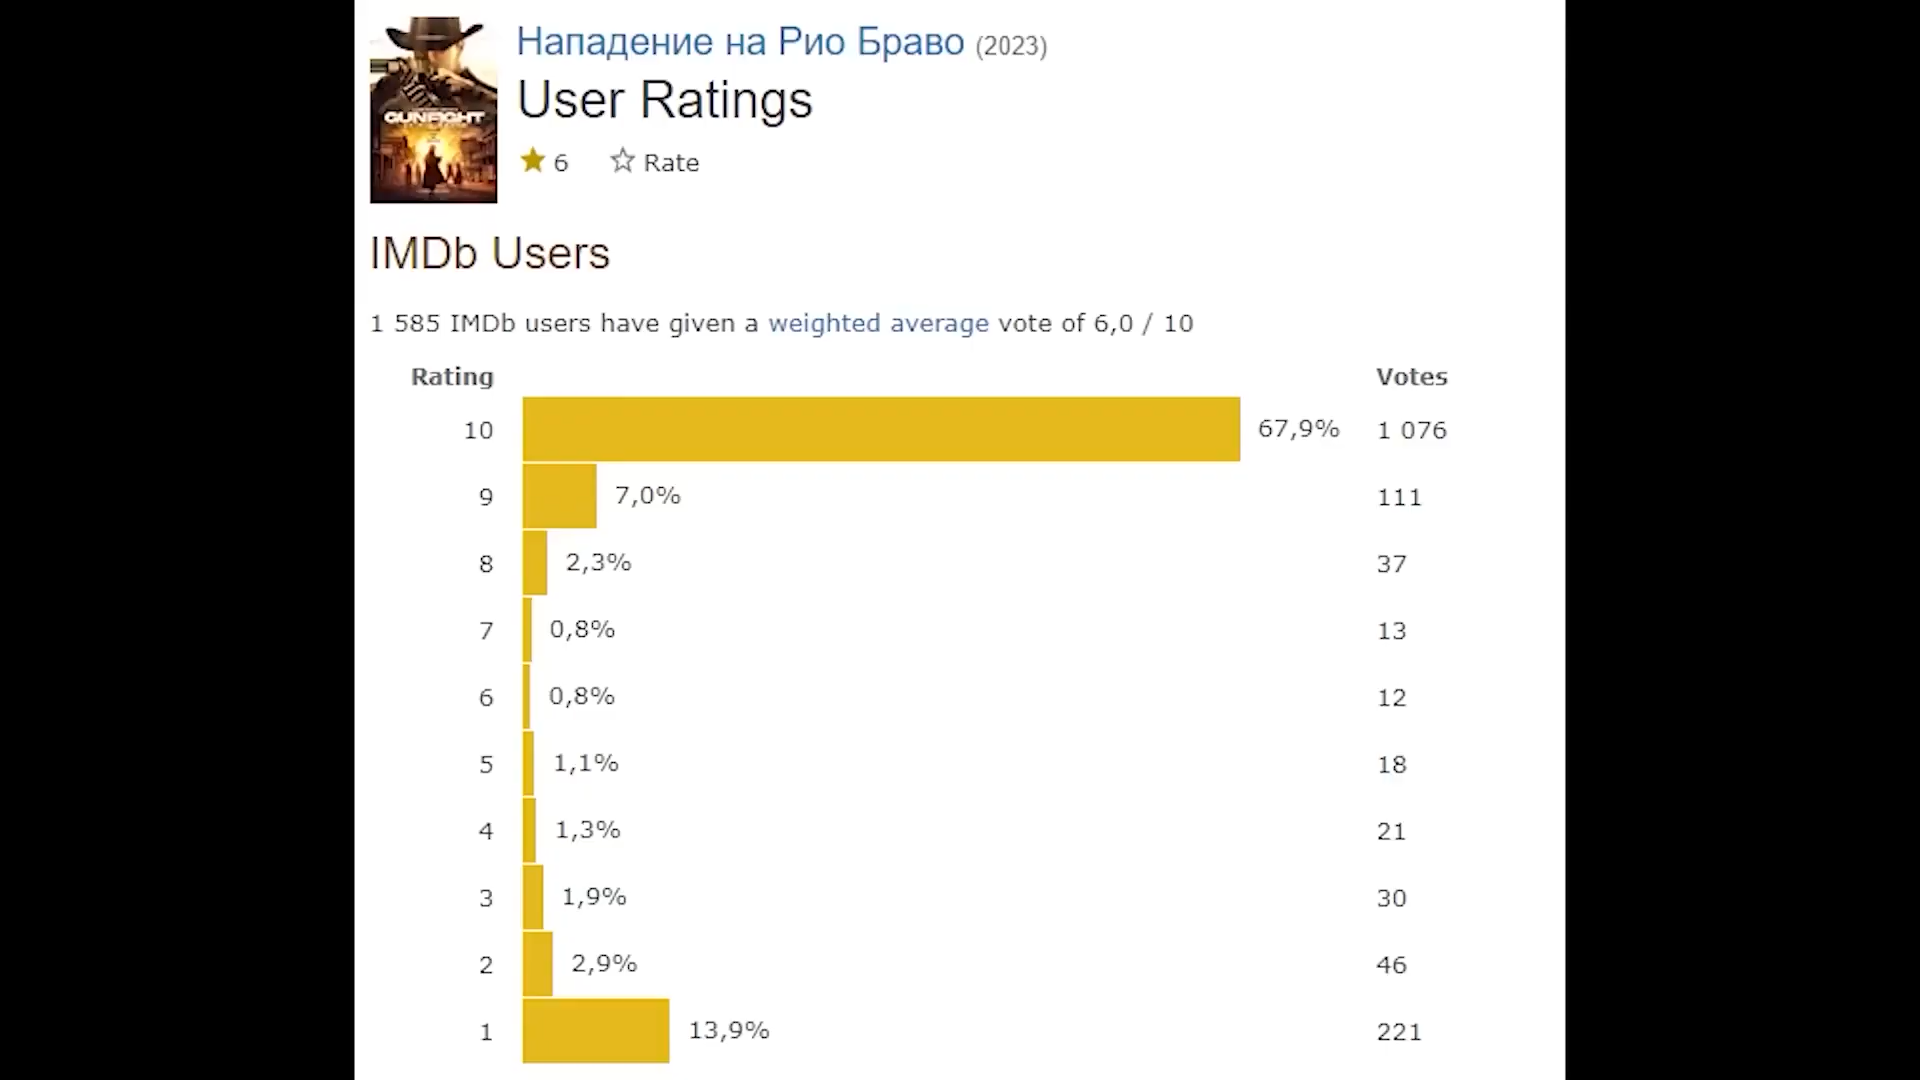 Нападение на Рио Браво (2023)
User Ratings
6 Rate
GUNFIGHT
IMDb Users
1 585 IMDb users have given a weighted average vote of 6,0 / 10
Rating Votes
10 67,9% 1 076
9 7,0% 111
8 2,3% 37
7 0,8% 13
6 0,8% 12
5 1,1% 18
4 1,3% 21
3 1,9% 30
2 2,9% 46
1 13,9% 221